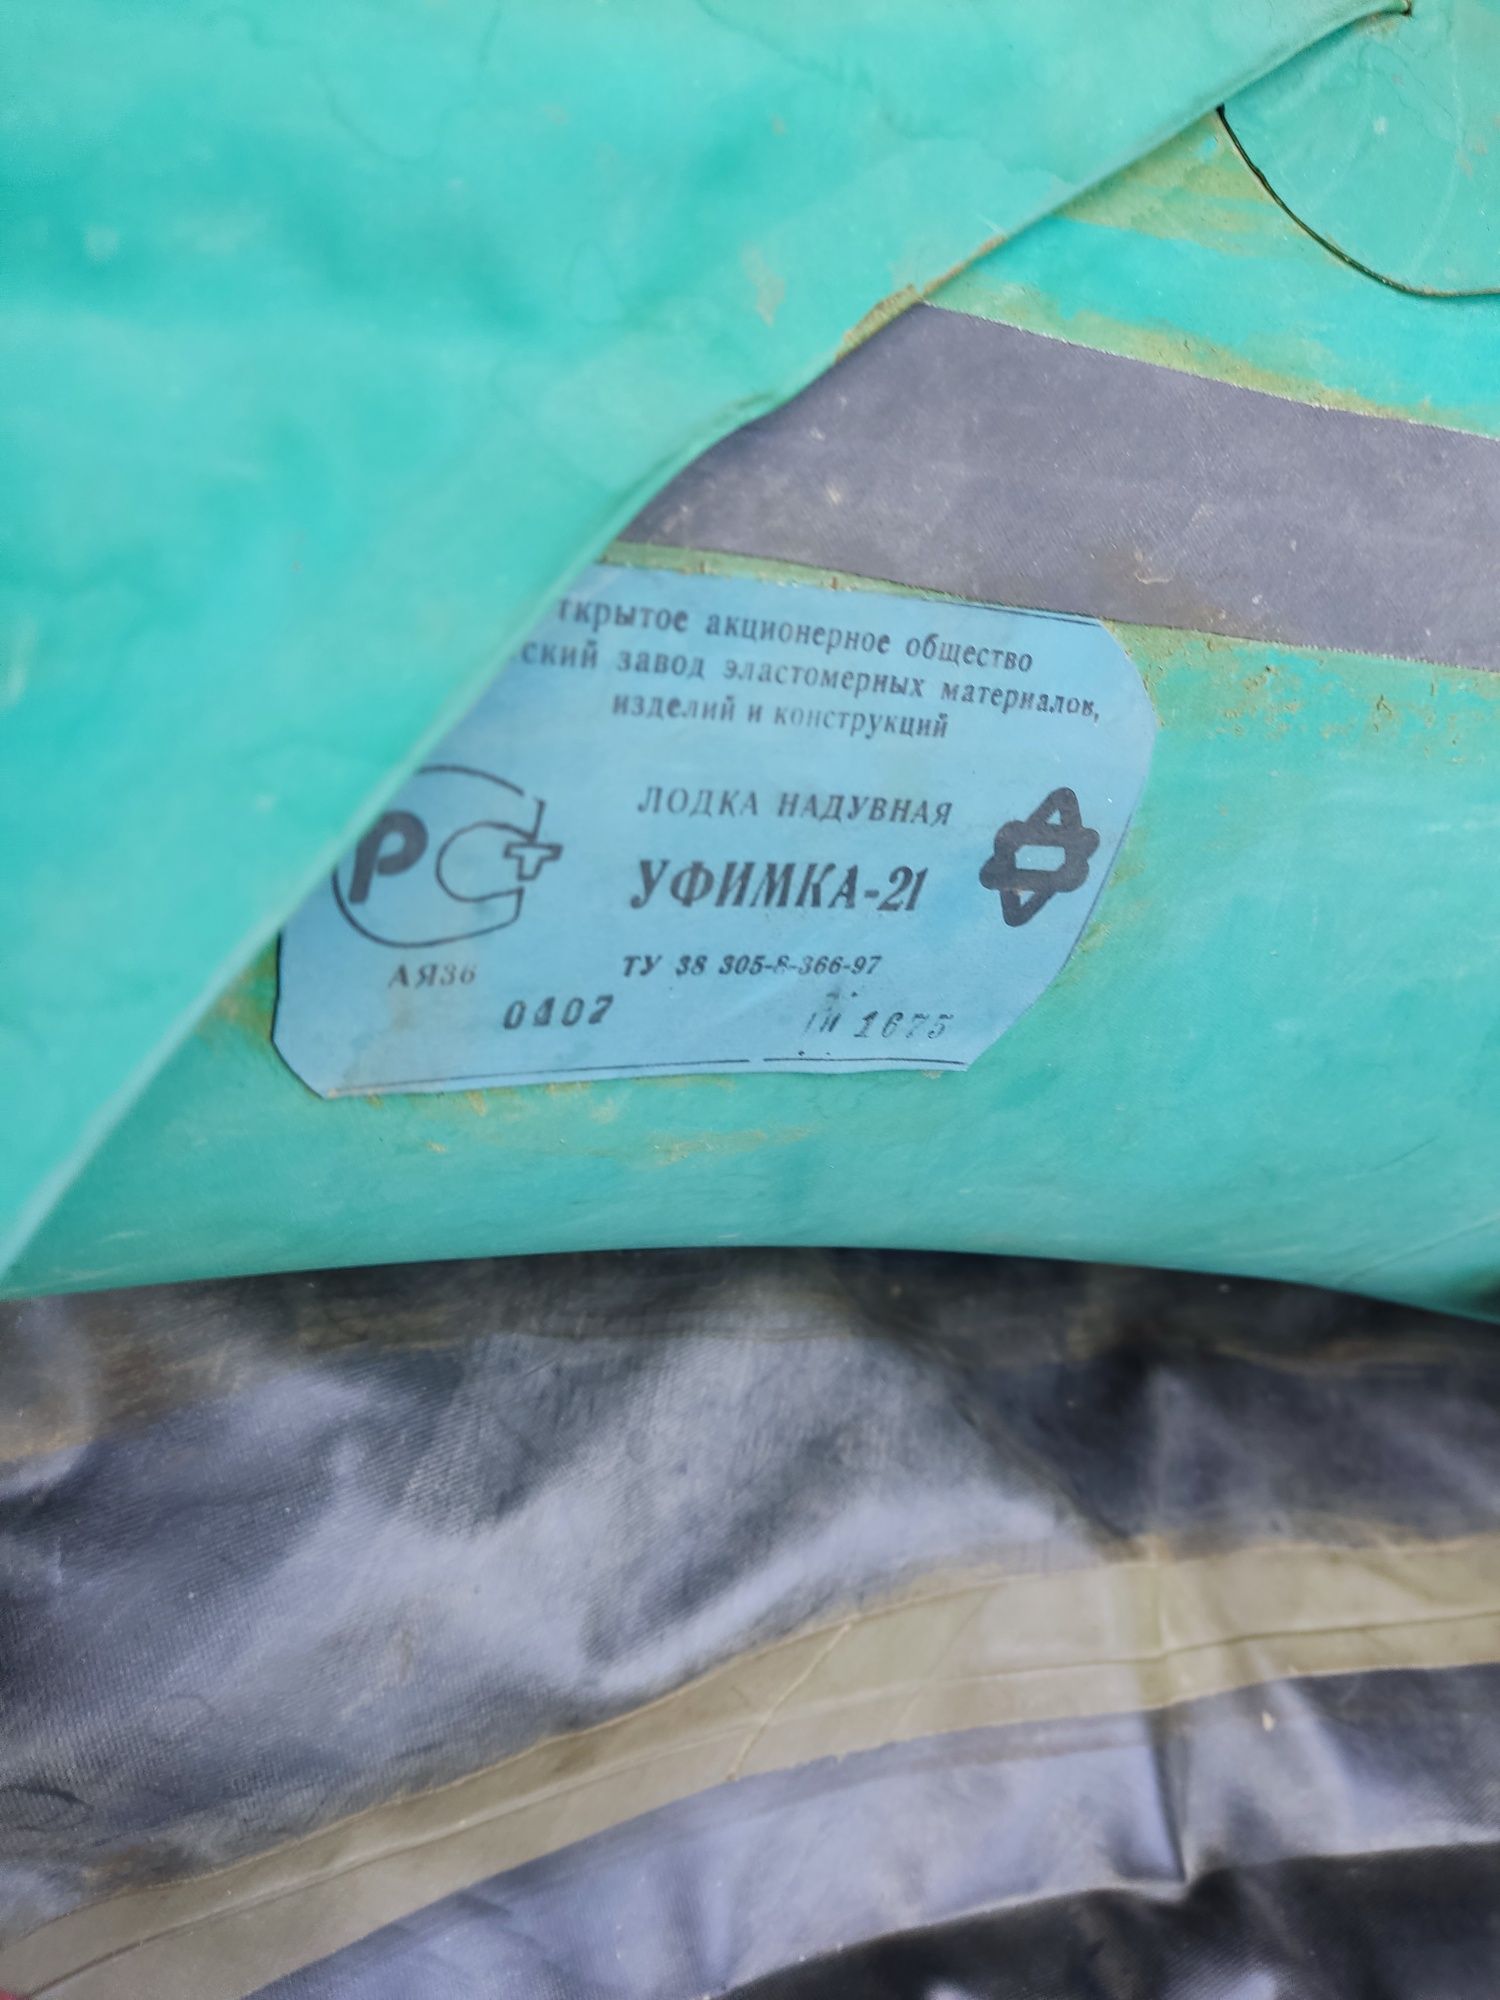 ткрытое акционерное общество
ский завод эластомерных материалов,
изделий и конструкций
РС
ЛОДКА НАДУВНАЯ
УФИМКА-21
АЯ36
ТУ 38 305-8-366-97
0407
1675